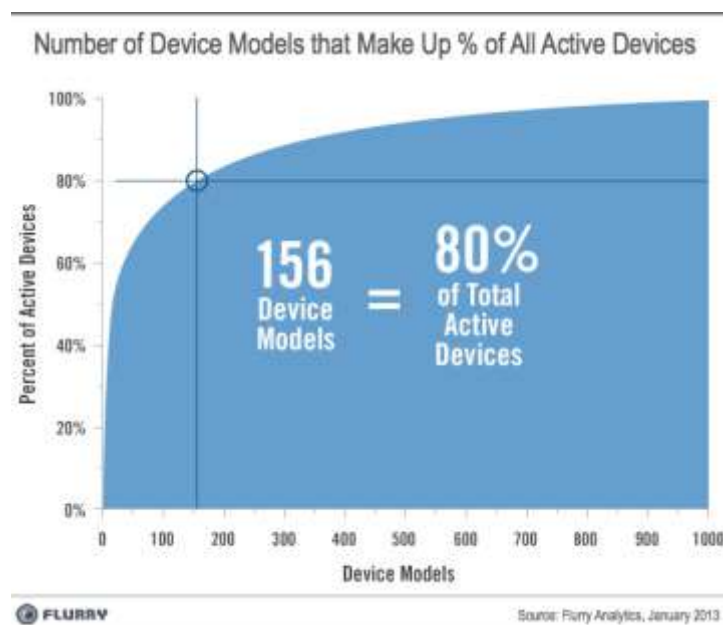 Number of Device Models that Make Up % of All Active Devices
100%
80%
60%
40%
20%
0%
Percent of Active Devices
156
Device
Models
=
80%
of Total
Active
Devices
0 100 200 300 400 500 600 700 800 900 1000
Device Models
FLURRY
Source: Flurry Analytics, January 2013